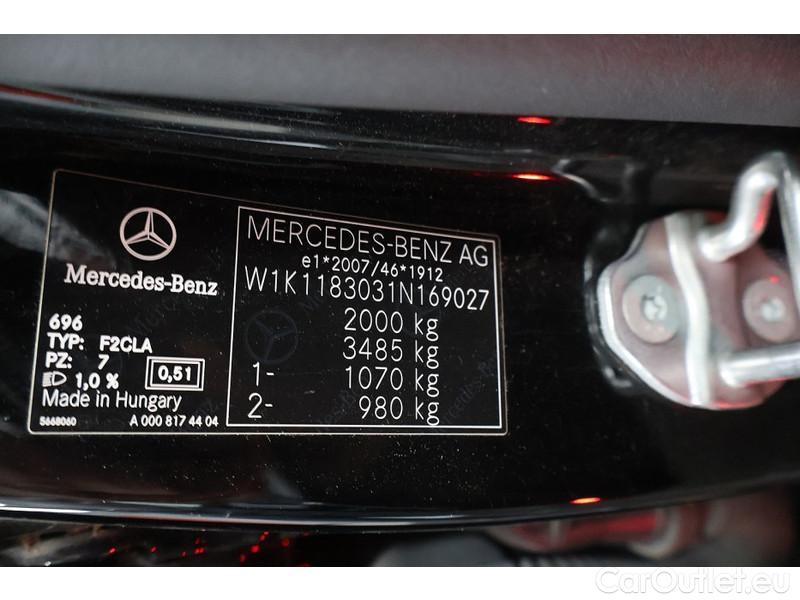 Mercedes-Benz
696
TYP: F2CLA
PZ: 7
1,0 %
0,51
Made in Hungary
5668060
A 000 817 44 04
MERCEDES-BENZ AG
e1*2007/46*1912
W1K1183031N169027
2000 kg
3485 kg
1- 1070 kg
2- 980 kg
CarOutlet.eu